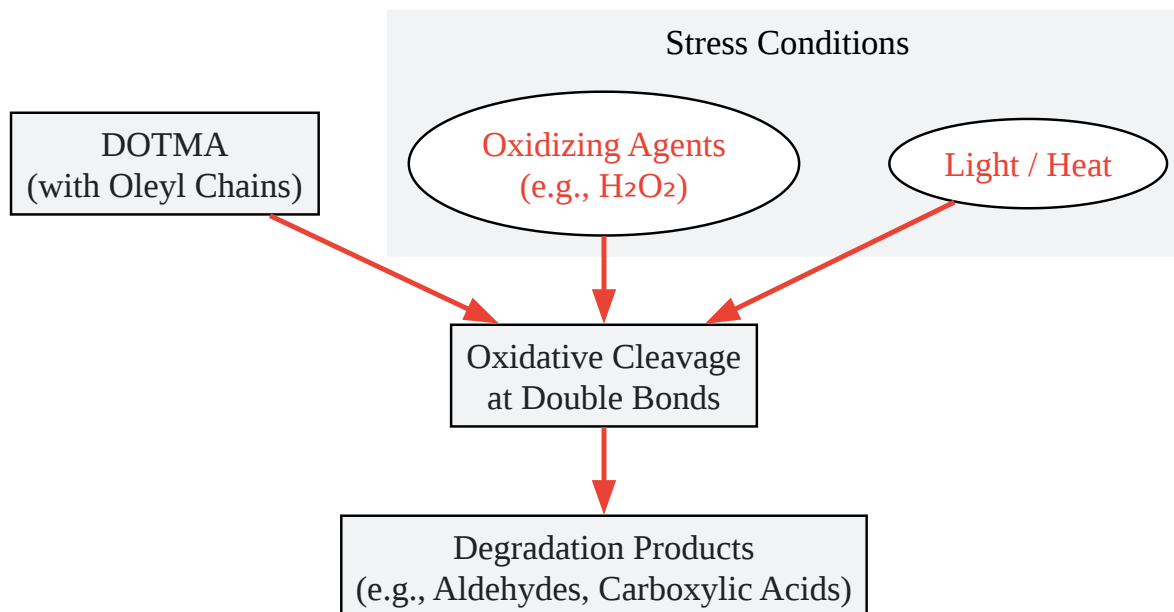 Stress Conditions
DOTMA
(with Oleyl Chains)
Oxidizing Agents
(e.g., H₂O₂)
Light / Heat
Oxidative Cleavage
at Double Bonds
Degradation Products
(e.g., Aldehydes, Carboxylic Acids)